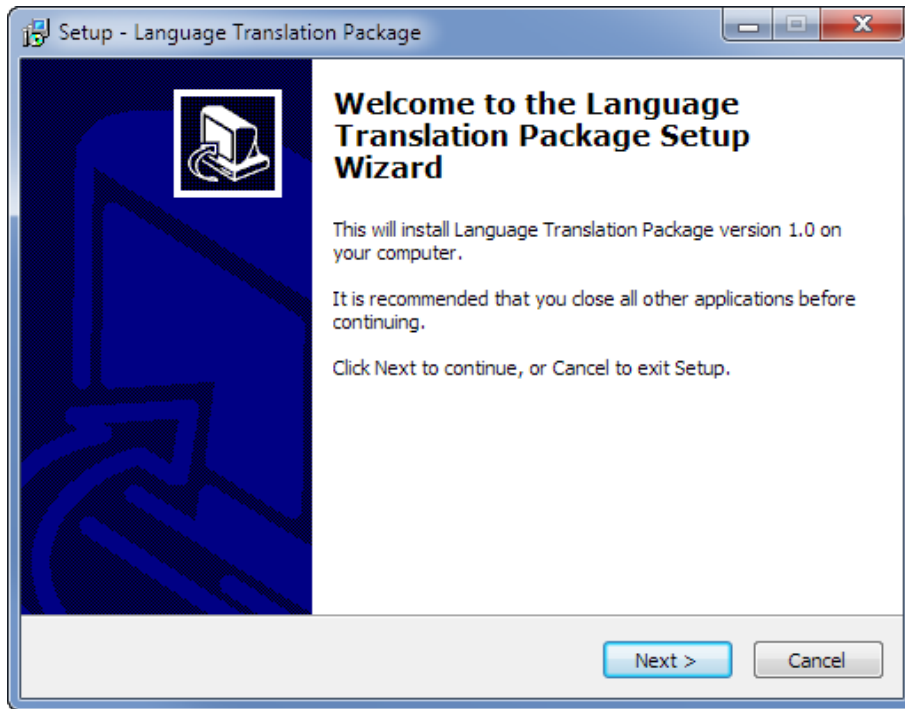 Setup - Language Translation Package
Welcome to the Language
Translation Package Setup
Wizard
This will install Language Translation Package version 1.0 on
your computer.
It is recommended that you close all other applications before
continuing.
Click Next to continue, or Cancel to exit Setup.
Next > Cancel